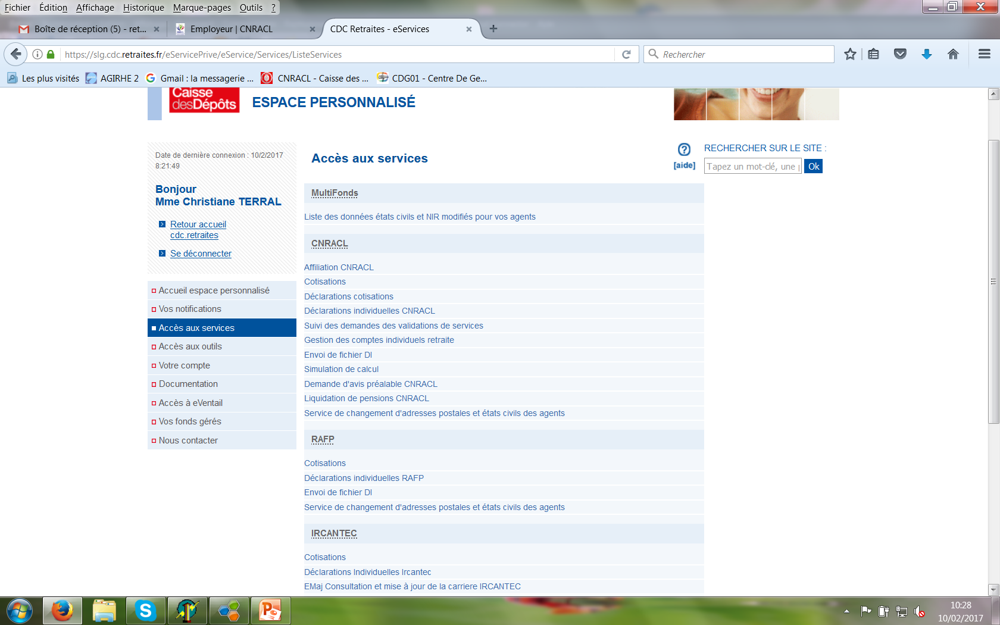 Fichier Édition Affichage Historique Marque-pages Outils ?
Boîte de réception (5) - ret...
Employeur | CNRACL
CDC Retraites - eServices
https://slg.cdc.retraites.fr/eServicePrive/eService/Services/ListeServices
Rechercher
Les plus visités
AGIRHE 2
Gmail : la messagerie ...
CNRACL - Caisse des ...
CDG01 - Centre De Ge...
Caisse
desDépôts
ESPACE PERSONNALISÉ
Date de dernière connexion : 10/2/2017
8:21:49
Bonjour
Mme Christiane TERRAL
Retour accueil
cdc.retraites
Se déconnecter
Accueil espace personnalisé
Vos notifications
Accès aux services
Accès aux outils
Votre compte
Documentation
Accès à eVentail
Vos fonds gérés
Nous contacter
Accès aux services
[aide]
RECHERCHER SUR LE SITE :
Tapez un mot-clé, une
Ok
MultiFonds
Liste des données états civils et NIR modifiés pour vos agents
CNRACL
Affiliation CNRACL
Cotisations
Déclarations cotisations
Déclarations individuelles CNRACL
Suivi des demandes des validations de services
Gestion des comptes individuels retraite
Envoi de fichier DI
Simulation de calcul
Demande d'avis préalable CNRACL
Liquidation de pensions CNRACL
Service de changement d'adresses postales et états civils des agents
RAFP
Cotisations
Déclarations individuelles RAFP
Envoi de fichier DI
Service de changement d'adresses postales et états civils des agents
IRCANTEC
Cotisations
Déclarations Individuelles Ircantec
EMaj Consultation et mise à jour de la carriere IRCANTEC
10:28
10/02/2017